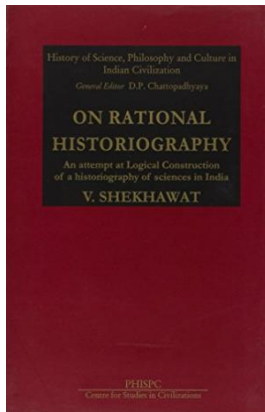 History of Science, Philosophy and Culture in
Indian Civilization
General Editor D.P. Chattopadhyaya
ON RATIONAL
HISTORIOGRAPHY
An attempt at Logical Construction
of a historiography of sciences in India
V. SHEKHAWAT
PHISPC
Centre for Studies in Civilizations